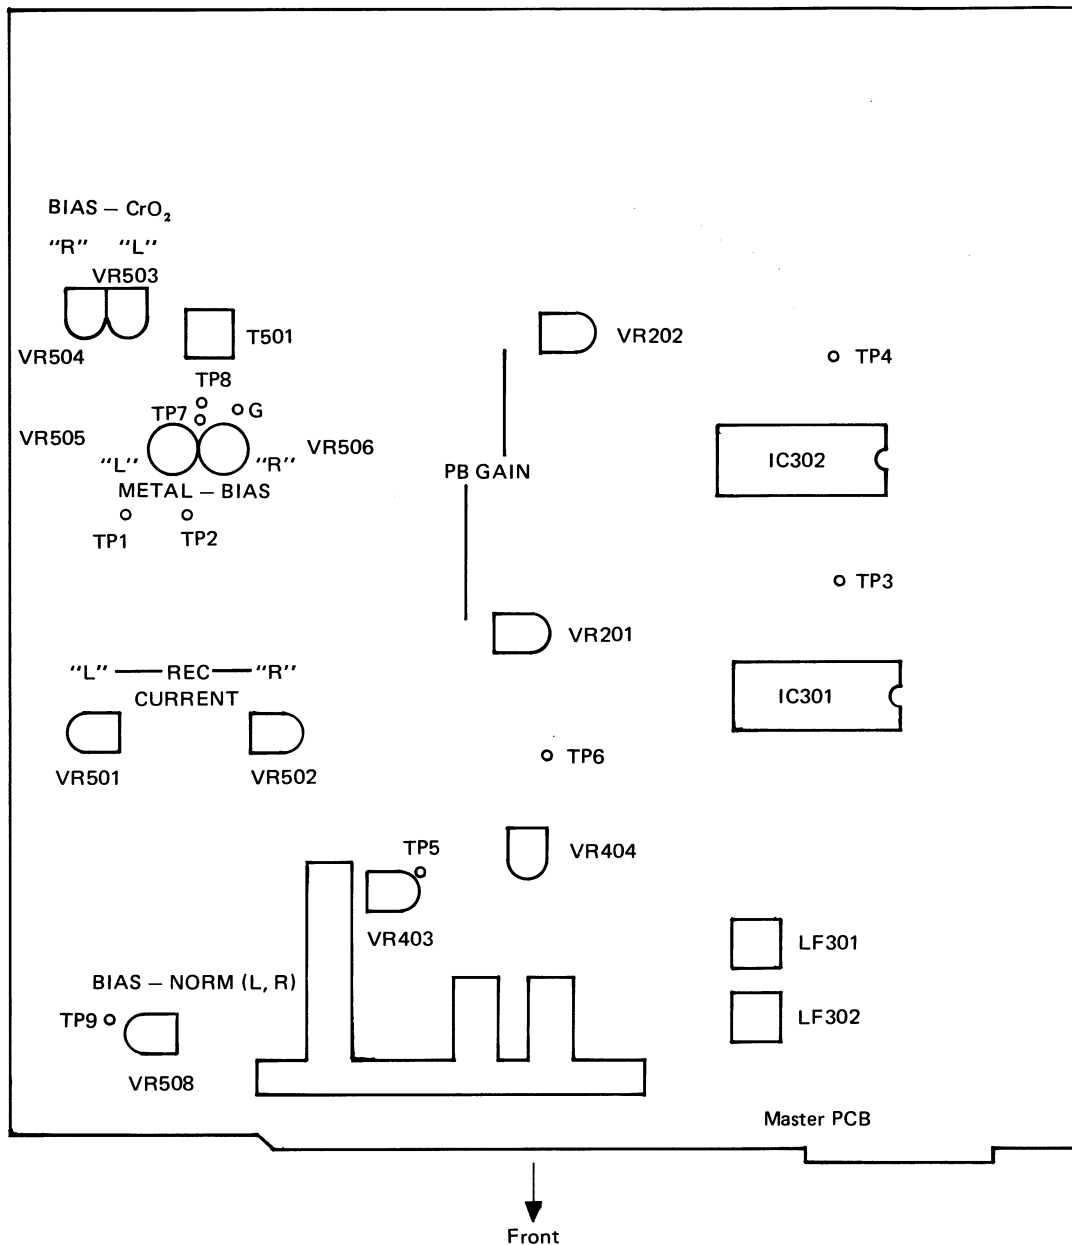 BIAS – CrO₂
“R” “L”
VR503
VR504
T501
VR202
TP4
TP8
TP7
G
VR505
VR506
“L”
“R”
METAL – BIAS
PB GAIN
IC302
TP1
TP2
TP3
VR201
“L” — REC — “R”
CURRENT
IC301
VR501
VR502
TP6
TP5
VR404
VR403
LF301
BIAS – NORM (L, R)
TP9
LF302
VR508
Master PCB
Front